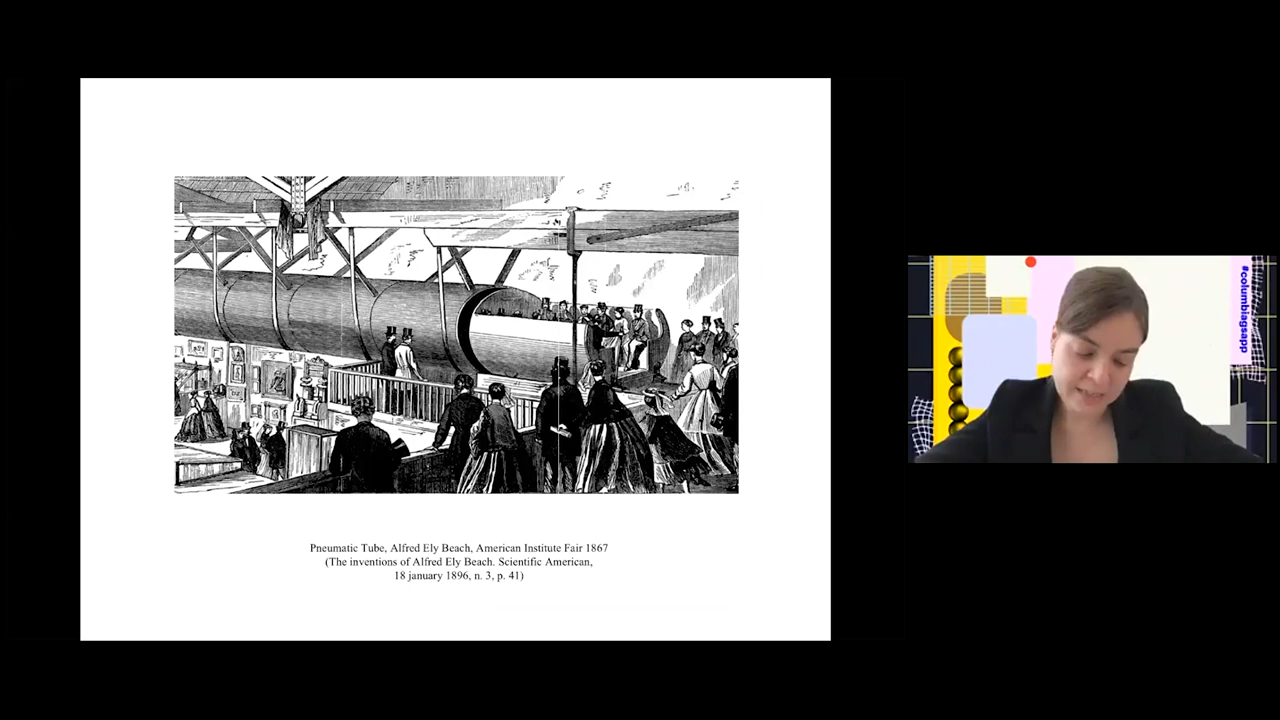 Pneumatic Tube, Alfred Ely Beach, American Institute Fair 1867
(The inventions of Alfred Ely Beach. Scientific American,
18 january 1896, n. 3, p. 41)
#columbiagsapp